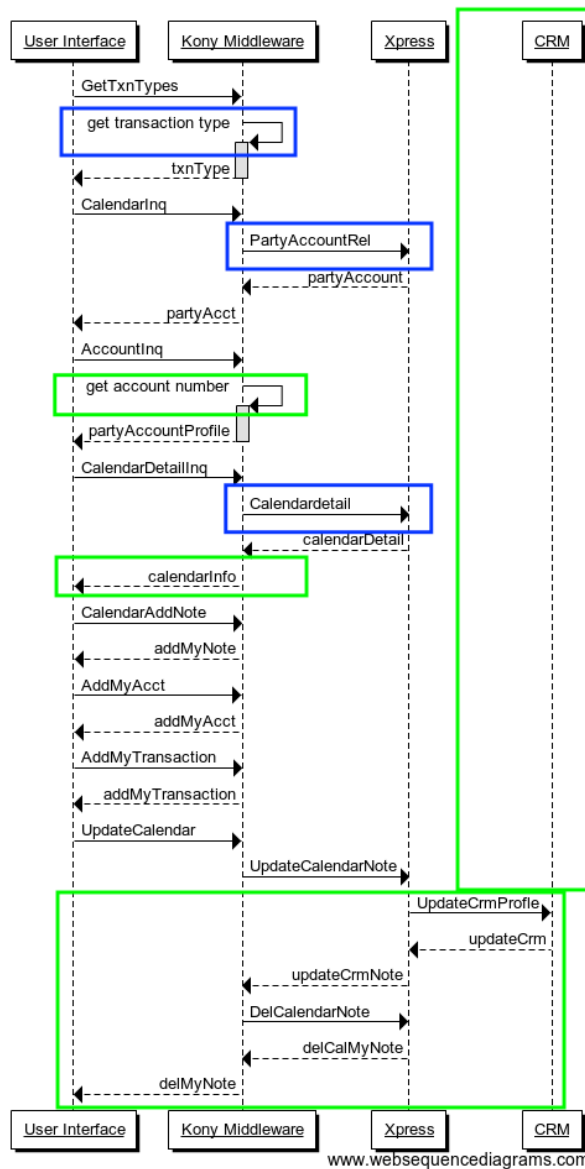 User Interface
Kony Middleware
Xpress
CRM
GetTxnTypes
get transaction type
txnType
CalendarInq
PartyAccountRel
partyAccount
partyAcct
AccountInq
get account number
partyAccountProfile
CalendarDetailInq
Calendardetail
calendarDetail
calendarInfo
CalendarAddNote
addMyNote
AddMyAcct
addMyAcct
AddMyTransaction
addMyTransaction
UpdateCalendar
UpdateCalendarNote
UpdateCrmProfle
updateCrm
updateCrmNote
DelCalendarNote
delCalMyNote
delMyNote
User Interface
Kony Middleware
Xpress
CRM
www.websequencediagrams.com